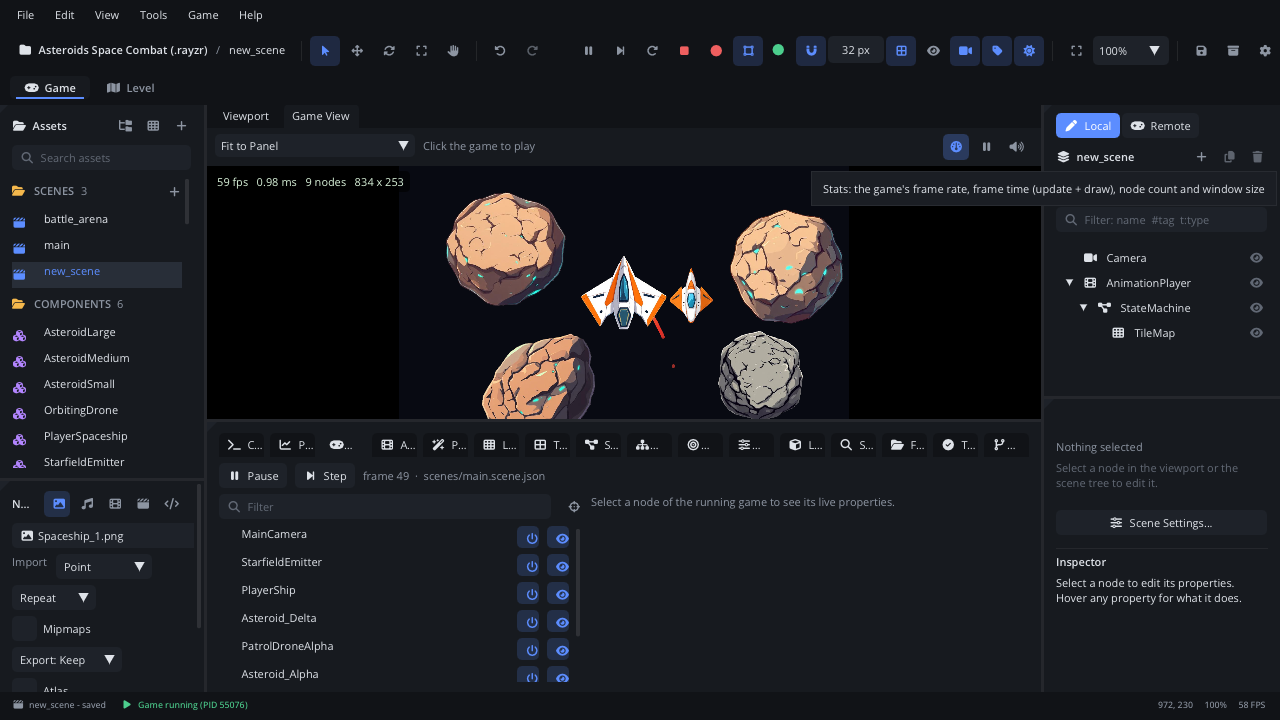 File Edit View Tools Game Help
Asteroids Space Combat (.rayzr) / new_scene
32 px
100%
Game
Level
Assets
Search assets
SCENES 3
battle_arena
main
new_scene
COMPONENTS 6
AsteroidLarge
AsteroidMedium
AsteroidSmall
OrbitingDrone
PlayerSpaceship
StarfieldEmitter
N...
Spaceship_1.png
Import
Point
Repeat
Mipmaps
Export: Keep
Atlas
Viewport
Game View
Fit to Panel
Click the game to play
59 fps 0.98 ms 9 nodes 834 x 253
C...
P...
...
A...
P...
L...
T...
S...
...
...
...
L...
S...
F...
T...
...
Pause
Step
frame 49 · scenes/main.scene.json
Filter
Select a node of the running game to see its live properties.
MainCamera
StarfieldEmitter
PlayerShip
Asteroid_Delta
PatrolDroneAlpha
Asteroid_Alpha
Local
Remote
new_scene
Stats: the game's frame rate, frame time (update + draw), node count and window size
Filter: name #tag t:type
Camera
AnimationPlayer
StateMachine
TileMap
Nothing selected
Select a node in the viewport or the
scene tree to edit it.
Scene Settings...
Inspector
Select a node to edit its properties.
Hover any property for what it does.
new_scene - saved
Game running (PID 55076)
972, 230
100%
58 FPS